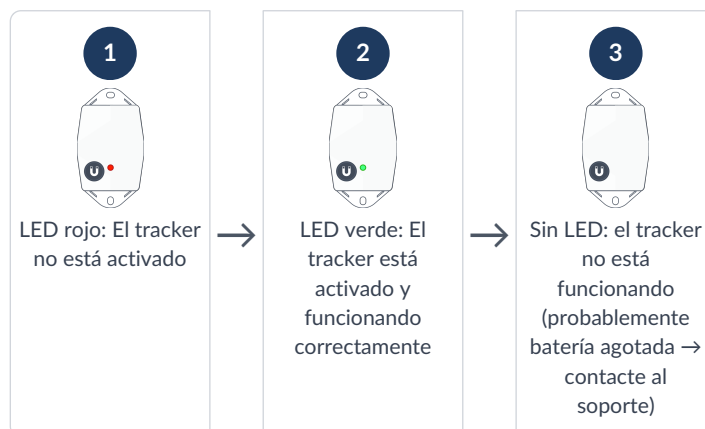 1
LED rojo: El tracker
no está activado
→
2
LED verde: El
tracker está
activado y
funcionando
correctamente
→
3
Sin LED: el tracker
no está
funcionando
(probablemente
batería agotada →
contacte al
soporte)